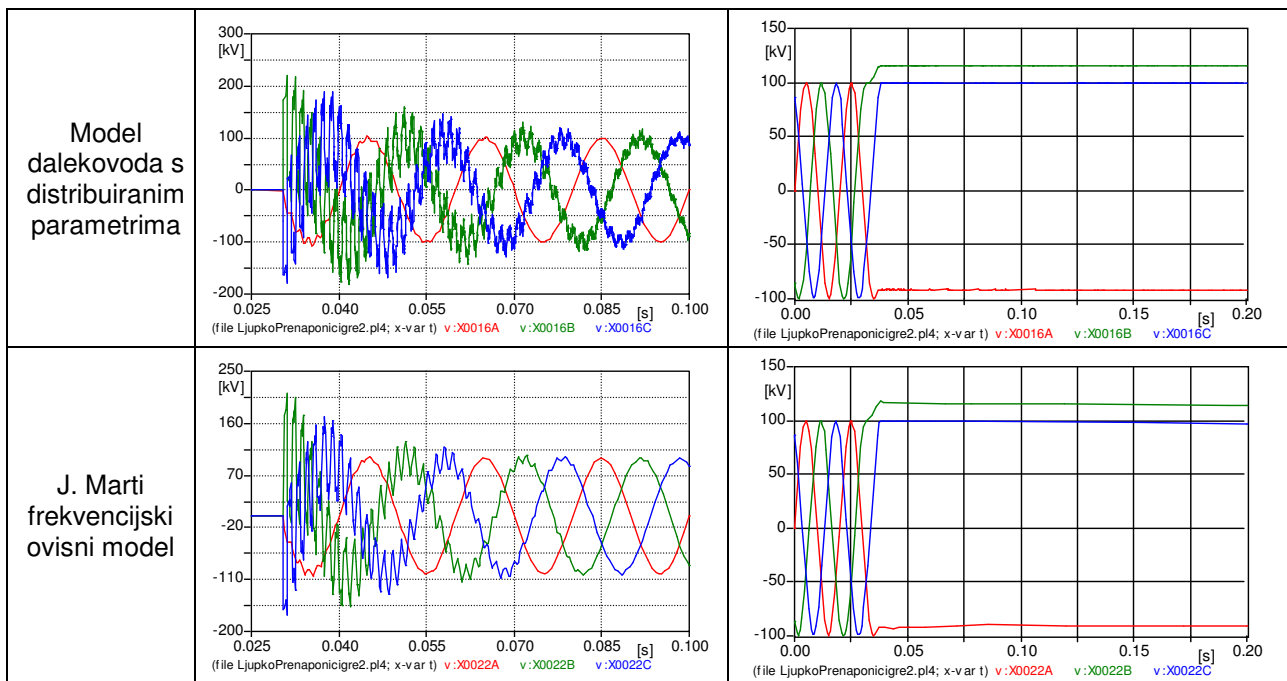 Model
dalekovoda s
distribuiranim
parametrima
300
[kV]
200
100
0
-100
-200
0.025
0.040
0.055
0.070
0.085
0.100
[s]
(file LjupkoPrenaponicigre2.pl4; x-var t) v:X0016A v:X0016B v:X0016C
150
[kV]
100
50
0
-50
-100
0.00
0.05
0.10
0.15
0.20
[s]
(file LjupkoPrenaponicigre2.pl4; x-var t) v:X0016A v:X0016B v:X0016C
J. Marti
frekvencijski
ovisni model
250
[kV]
160
70
-20
-110
-200
0.025
0.040
0.055
0.070
0.085
0.100
[s]
(file LjupkoPrenaponicigre2.pl4; x-var t) v:X0022A v:X0022B v:X0022C
150
[kV]
100
50
0
-50
-100
0.00
0.05
0.10
0.15
0.20
[s]
(file LjupkoPrenaponicigre2.pl4; x-var t) v:X0022A v:X0022B v:X0022C